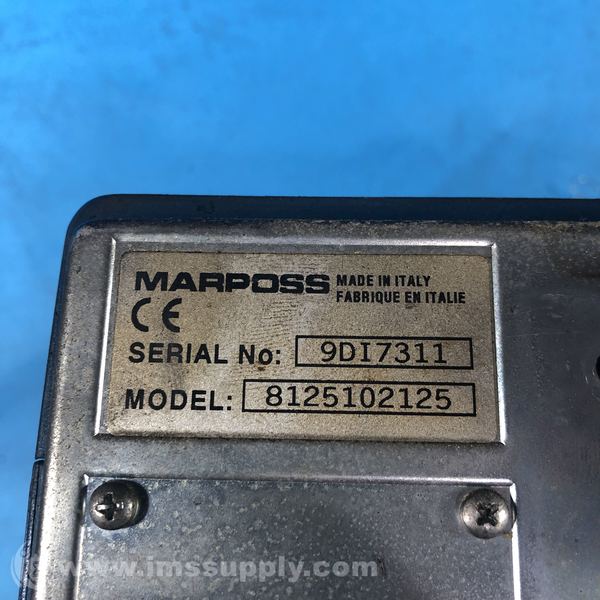 MARPOSS MADE IN ITALY
FABRIQUE EN ITALIE
CE
SERIAL No: 9DI7311
MODEL: 8125102125
www.imssupply.com